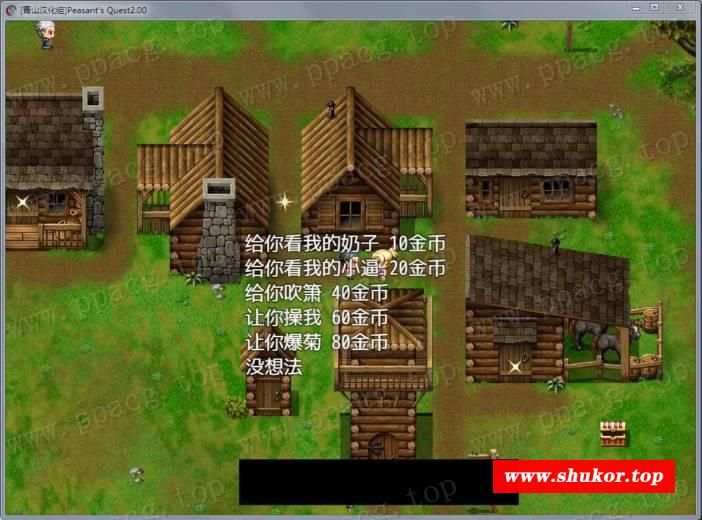 [青山汉化组]Peasant's Quest2.00
www.ppacg.top
给你看我的奶子 10金币
给你看我的小逼 20金币
给你吹箫 40金币
让你操我 60金币
让你爆菊 80金币
没想法
www.shukor.top